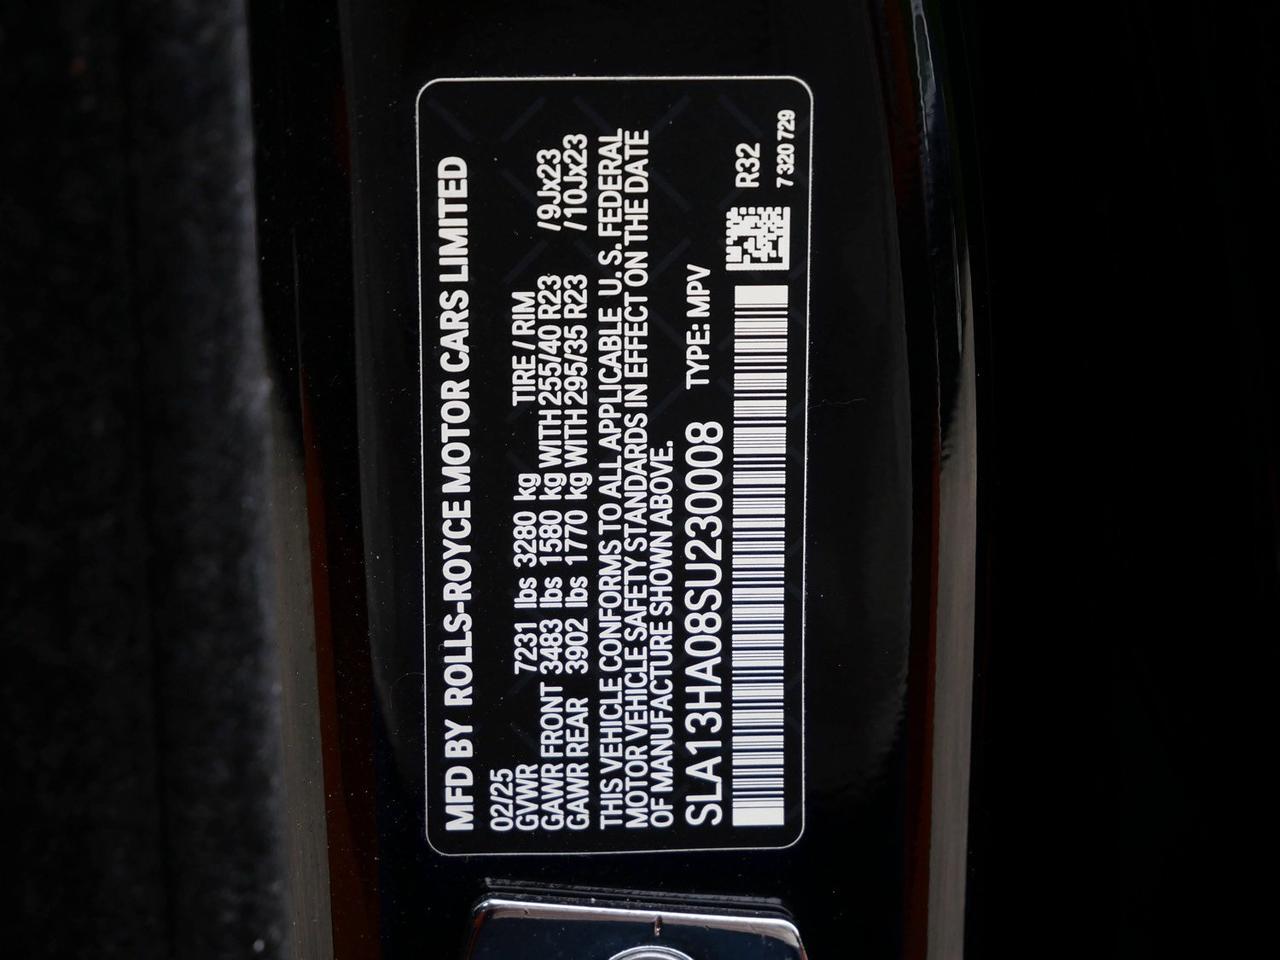 MFD BY ROLLS-ROYCE MOTOR CARS LIMITED
02/25
GVWR 7231 lbs 3280 kg TIRE / RIM
GAWR FRONT 3483 lbs 1580 kg WITH 255/40 R23 /9Jx23
GAWR REAR 3902 lbs 1770 kg WITH 295/35 R23 /10Jx23
THIS VEHICLE CONFORMS TO ALL APPLICABLE U.S. FEDERAL
MOTOR VEHICLE SAFETY STANDARDS IN EFFECT ON THE DATE
OF MANUFACTURE SHOWN ABOVE.
SLA13HA08SU230008 TYPE: MPV
R32
7 320 729